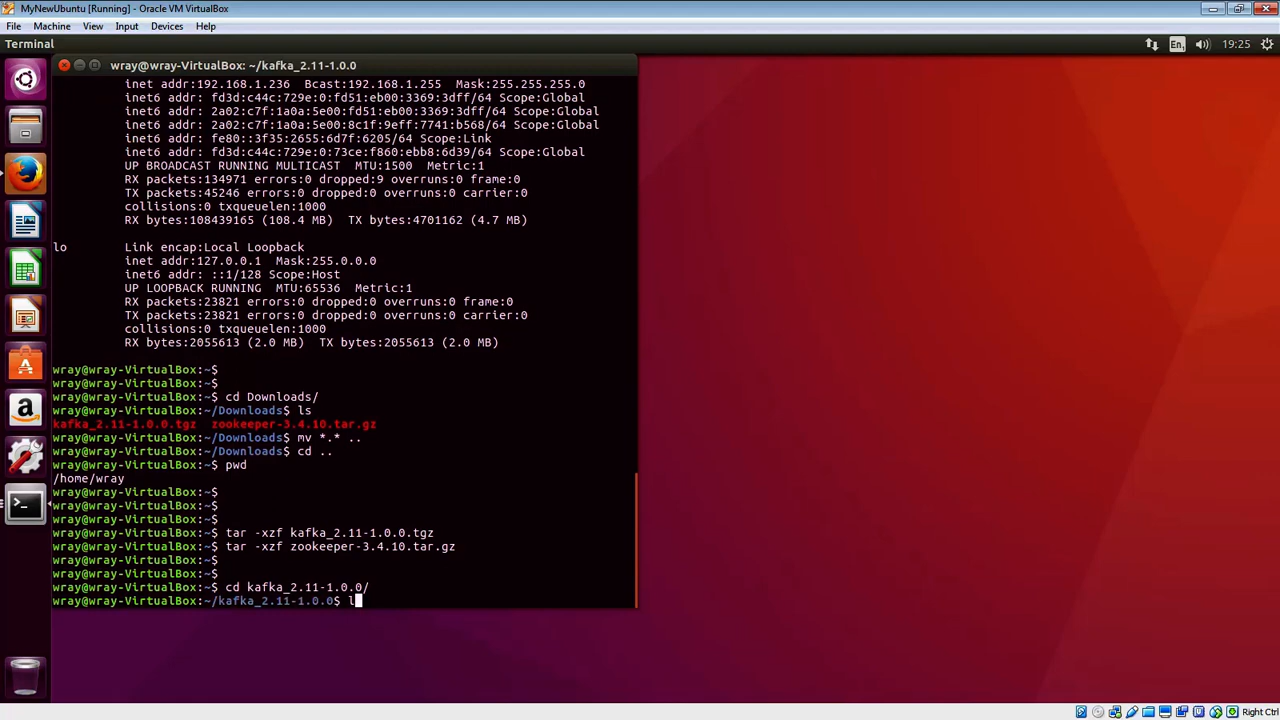 MyNewUbuntu [Running] - Oracle VM VirtualBox
File Machine View Input Devices Help
Terminal
En1
19:25
wray@wray-VirtualBox: ~/kafka_2.11-1.0.0
inet addr:192.168.1.236 Bcast:192.168.1.255 Mask:255.255.255.0
inet6 addr: fd3d:c44c:729e:0:fd51:eb00:3369:3dff/64 Scope:Global
inet6 addr: 2a02:c7f:1a0a:5e00:fd51:eb00:3369:3dff/64 Scope:Global
inet6 addr: 2a02:c7f:1a0a:5e00:8c1f:9eff:7741:b568/64 Scope:Global
inet6 addr: fe80::3f35:2655:6d7f:6205/64 Scope:Link
inet6 addr: fd3d:c44c:729e:0:73ce:f860:ebb8:6d39/64 Scope:Global
UP BROADCAST RUNNING MULTICAST MTU:1500 Metric:1
RX packets:134971 errors:0 dropped:9 overruns:0 frame:0
TX packets:45246 errors:0 dropped:0 overruns:0 carrier:0
collisions:0 txqueuelen:1000
RX bytes:108439165 (108.4 MB) TX bytes:4701162 (4.7 MB)
lo Link encap:Local Loopback
inet addr:127.0.0.1 Mask:255.0.0.0
inet6 addr: ::1/128 Scope:Host
UP LOOPBACK RUNNING MTU:65536 Metric:1
RX packets:23821 errors:0 dropped:0 overruns:0 frame:0
TX packets:23821 errors:0 dropped:0 overruns:0 carrier:0
collisions:0 txqueuelen:1000
RX bytes:2055613 (2.0 MB) TX bytes:2055613 (2.0 MB)
wray@wray-VirtualBox:~$
wray@wray-VirtualBox:~$
wray@wray-VirtualBox:~$ cd Downloads/
wray@wray-VirtualBox:~/Downloads$ ls
kafka_2.11-1.0.0.tgz zookeeper-3.4.10.tar.gz
wray@wray-VirtualBox:~/Downloads$ mv *.* ..
wray@wray-VirtualBox:~/Downloads$ cd ..
wray@wray-VirtualBox:~$ pwd
/home/wray
wray@wray-VirtualBox:~$
wray@wray-VirtualBox:~$
wray@wray-VirtualBox:~$
wray@wray-VirtualBox:~$ tar -xzf kafka_2.11-1.0.0.tgz
wray@wray-VirtualBox:~$ tar -xzf zookeeper-3.4.10.tar.gz
wray@wray-VirtualBox:~$
wray@wray-VirtualBox:~$
wray@wray-VirtualBox:~$ cd kafka_2.11-1.0.0/
wray@wray-VirtualBox:~/kafka_2.11-1.0.0$ l
Right Ctrl